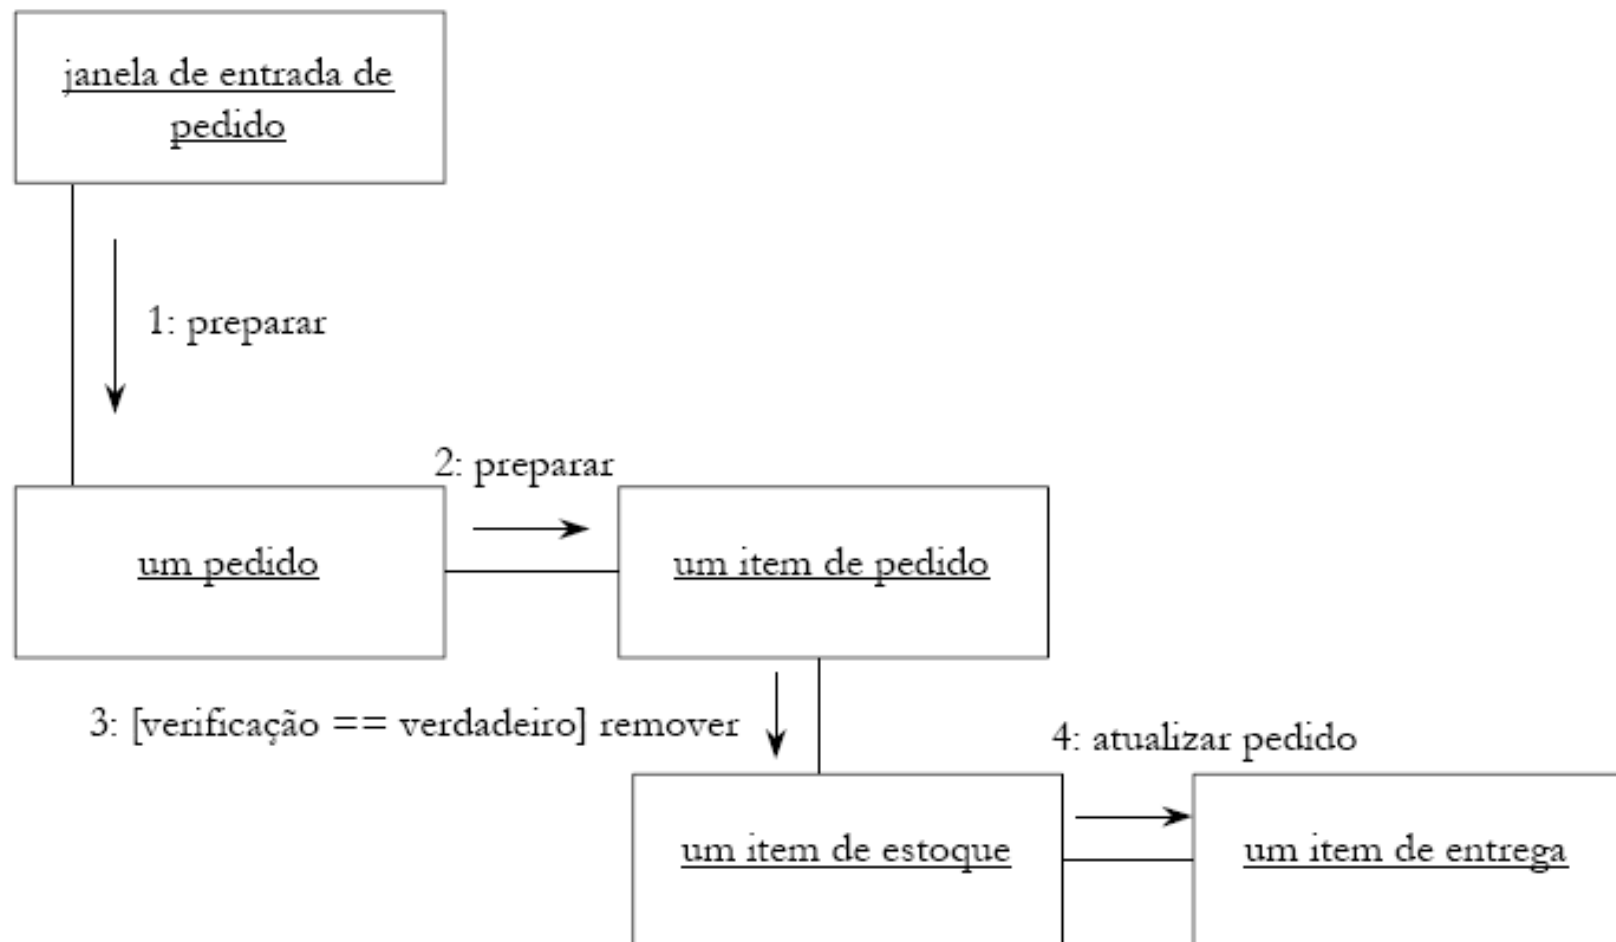 janela de entrada de
pedido
1: preparar
2: preparar
um pedido
um item de pedido
3: [verificação == verdadeiro] remover
4: atualizar pedido
um item de estoque
um item de entrega